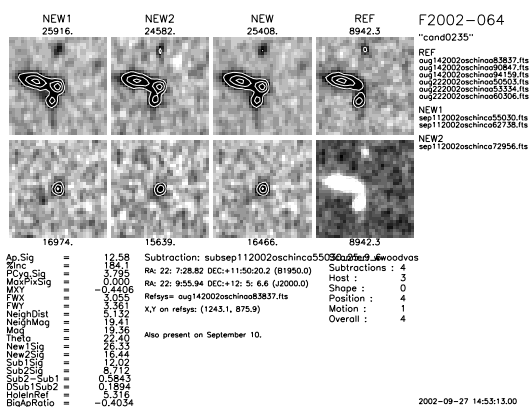 NEW1 NEW2 NEW REF F2002-064
25916. 24582. 25408. 8942.3
"cand0235"
REF
aug142002oschinaa83837.fts
aug142002oschinaa90847.fts
aug142002oschinaa94159.fts
aug222002oschinaa50503.fts
aug222002oschinaa53334.fts
aug222002oschinaa60306.fts
NEW1
sep112002oschinca55030.fts
sep112002oschinca62738.fts
NEW2
sep112002oschinca72956.fts
16974. 15639. 16466. 8942.3
Ap.Sig = 12.58
%Inc = 184.1
PCyg.Sig = 3.795
MaxPixSig = 0.000
MXY = -0.4406
FWX = 3.055
FWY = 3.361
NeighDist = 5.132
NeighMag = 19.41
Mag = 19.36
Theta = 22.40
New1Sig = 26.33
New2Sig = 16.44
Sub1Sig = 12.02
Sub2Sig = 8.712
Sub2-Sub1 = 0.5843
DSub1Sub2 = 0.1894
HoleInRef = 5.316
BigApRatio = -0.4034
Subtraction: subsep112002oschinca55030
RA: 22: 7:28.82 DEC:+11:50:20.2 (B1950.0)
RA: 22: 9:55.94 DEC:+12: 5: 6.6 (J2000.0)
Refsys= aug142002oschinaa83837.fts
X,Y on refsys: (1243.1, 875.9)
Also present on September 10.
Subtractions : 4
Host : 3
Shape : 0
Position : 4
Motion : 1
Overall : 4
2002-09-27 14:53:13.00